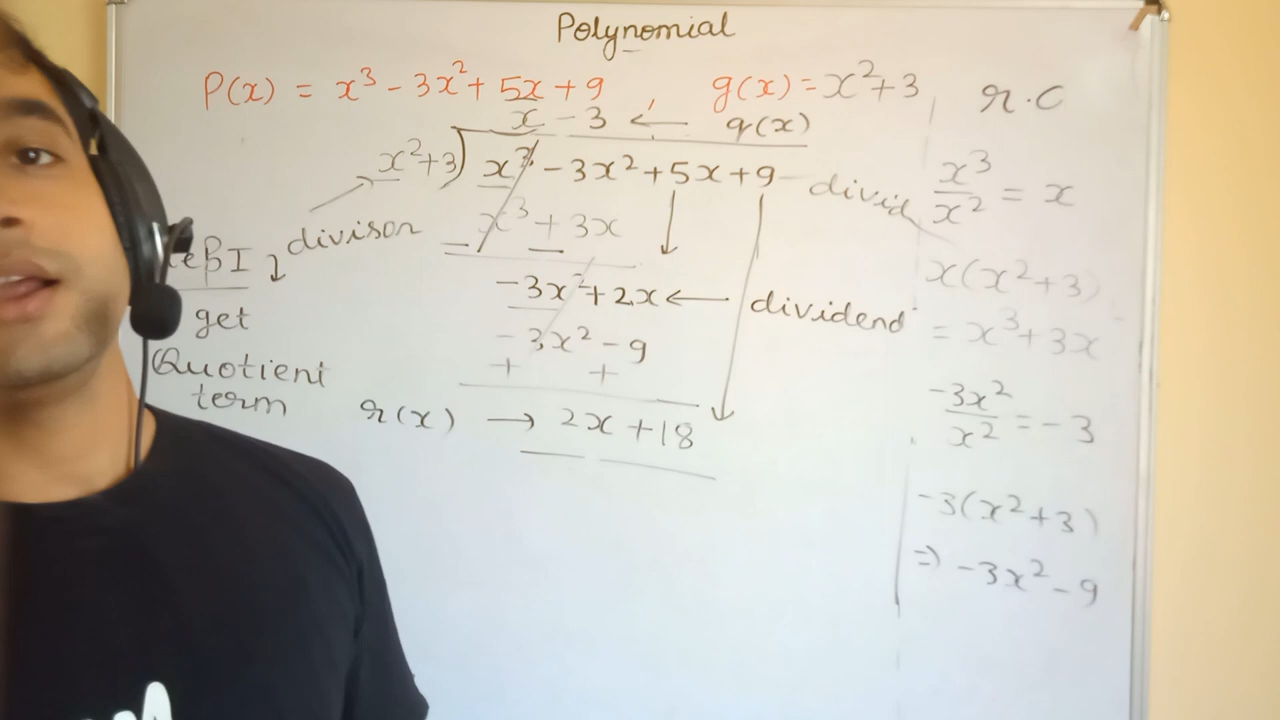 Polynomial
P(x) = x³ - 3x² + 5x + 9 , g(x) = x² + 3
r.C
x - 3 ← q(x)
x²+3) x³ - 3x² + 5x + 9 divid
x³ + 3x
- -
divisor
-3x² + 2x ← dividend
-3x² - 9
+ +
r(x) → 2x + 18
get
Quotient
term
x³/x² = x
x(x²+3)
= x³ + 3x
-3x²/x² = -3
-3(x²+3)
⇒ -3x² - 9